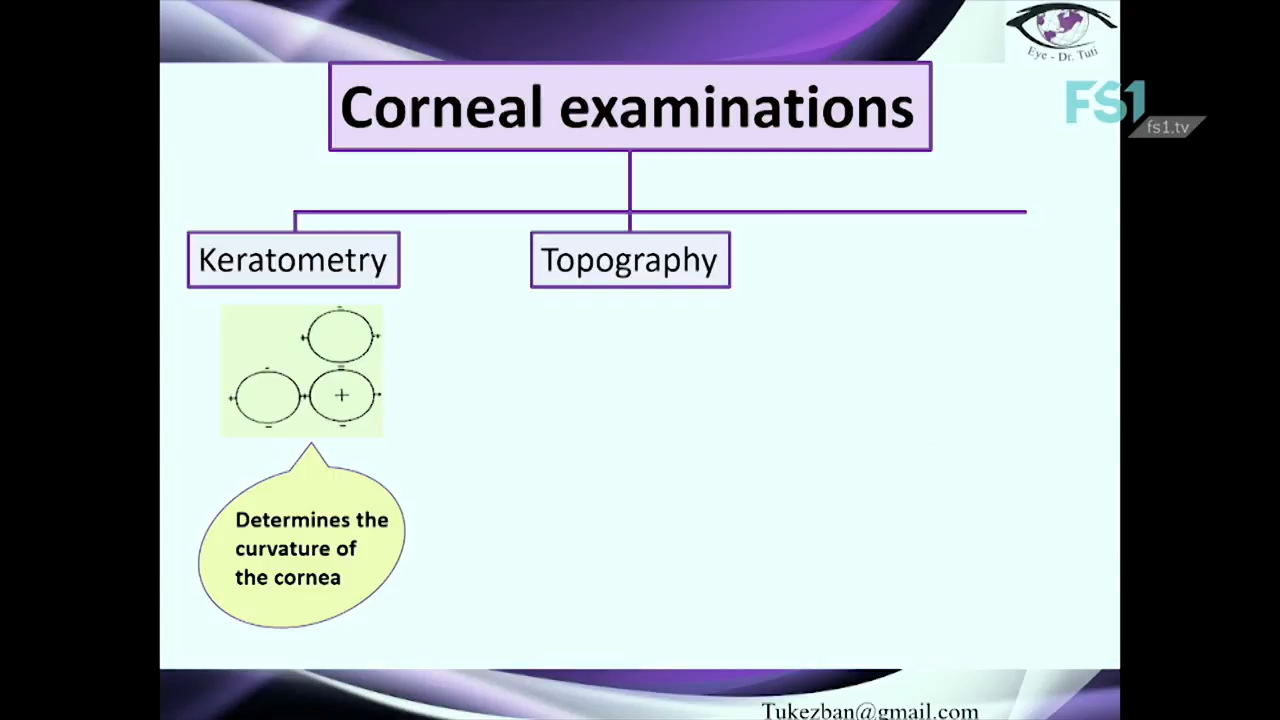 Eye - Dr. Tuti
FS1
fs1.tv
Corneal examinations
Keratometry
Topography
Determines the
curvature of
the cornea
Tukezban@gmail.com